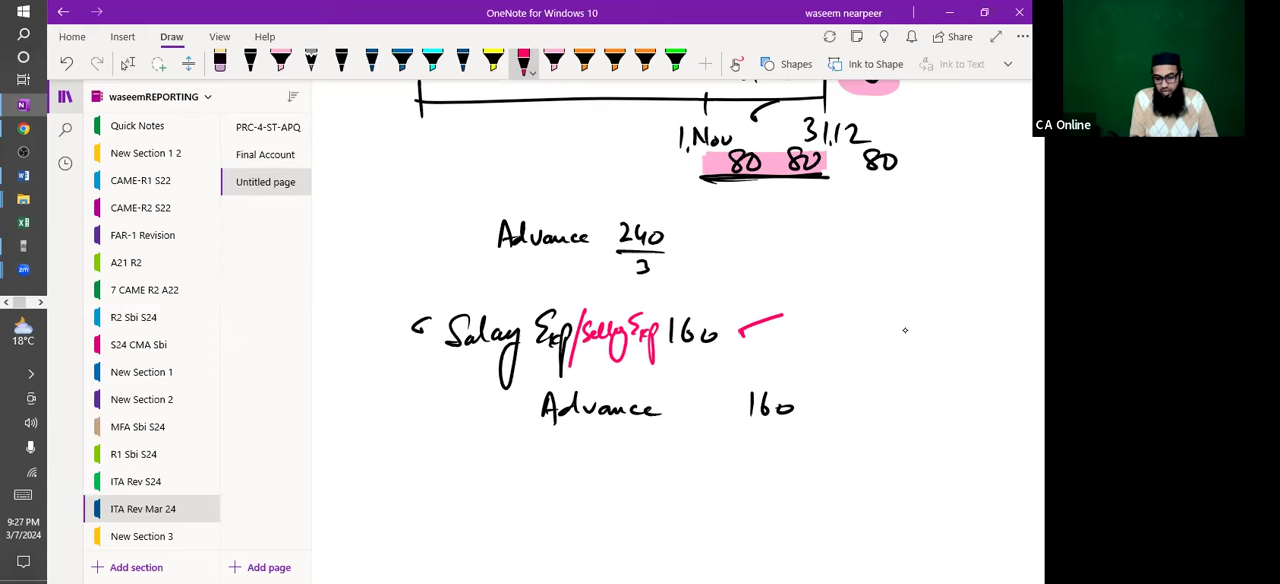 OneNote for Windows 10
waseem nearpeer
Home Insert Draw View Help
Share
Shapes
Ink to Shape
Ink to Text
waseemREPORTING
Quick Notes
New Section 1 2
CAME-R1 S22
CAME-R2 S22
FAR-1 Revision
A21 R2
7 CAME R2 A22
R2 Sbi S24
S24 CMA Sbi
New Section 1
New Section 2
MFA Sbi S24
R1 Sbi S24
ITA Rev S24
ITA Rev Mar 24
New Section 3
Add section
PRC-4-ST-APQ
Final Account
Untitled page
Add page
1.Nov 31.12
80 80 80
Advance 240
3
Salay Exp/Selling Exp 160
Advance 160
C A Online
18°C
9:27 PM
3/7/2024